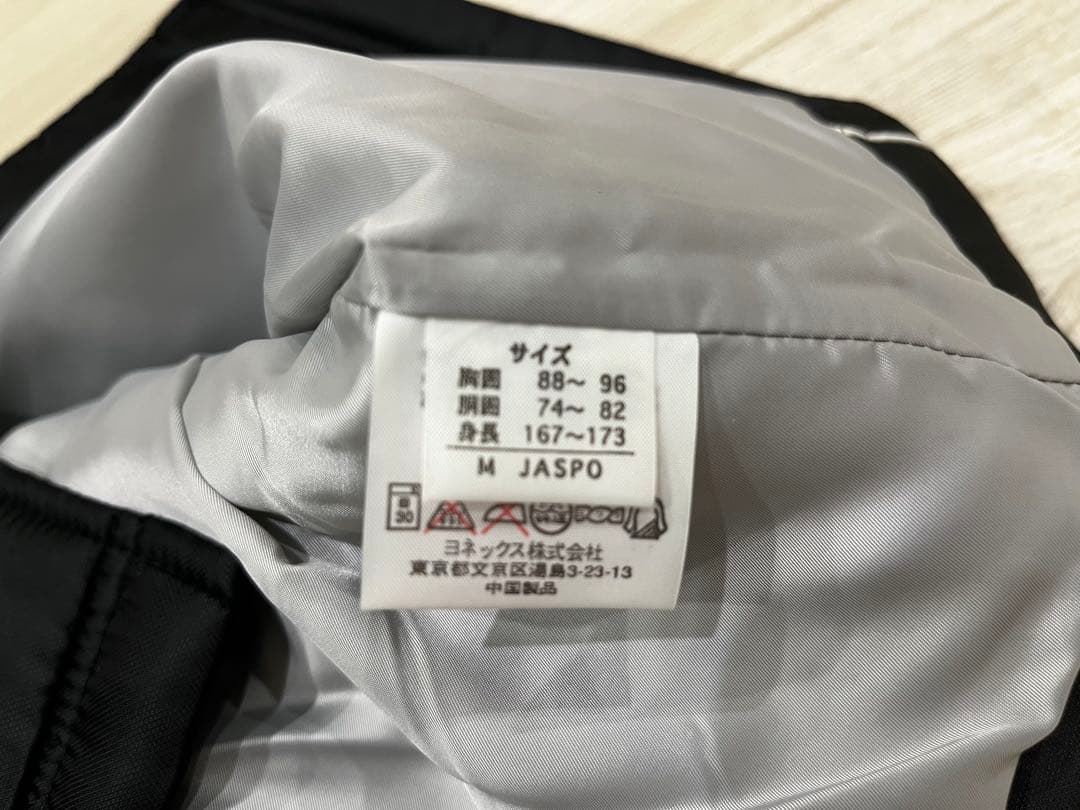 サイズ
胸囲 88～ 96
胴囲 74～ 82
身長 167～173
M JASPO
30
ヨネックス株式会社
東京都文京区湯島3-23-13
中国製品